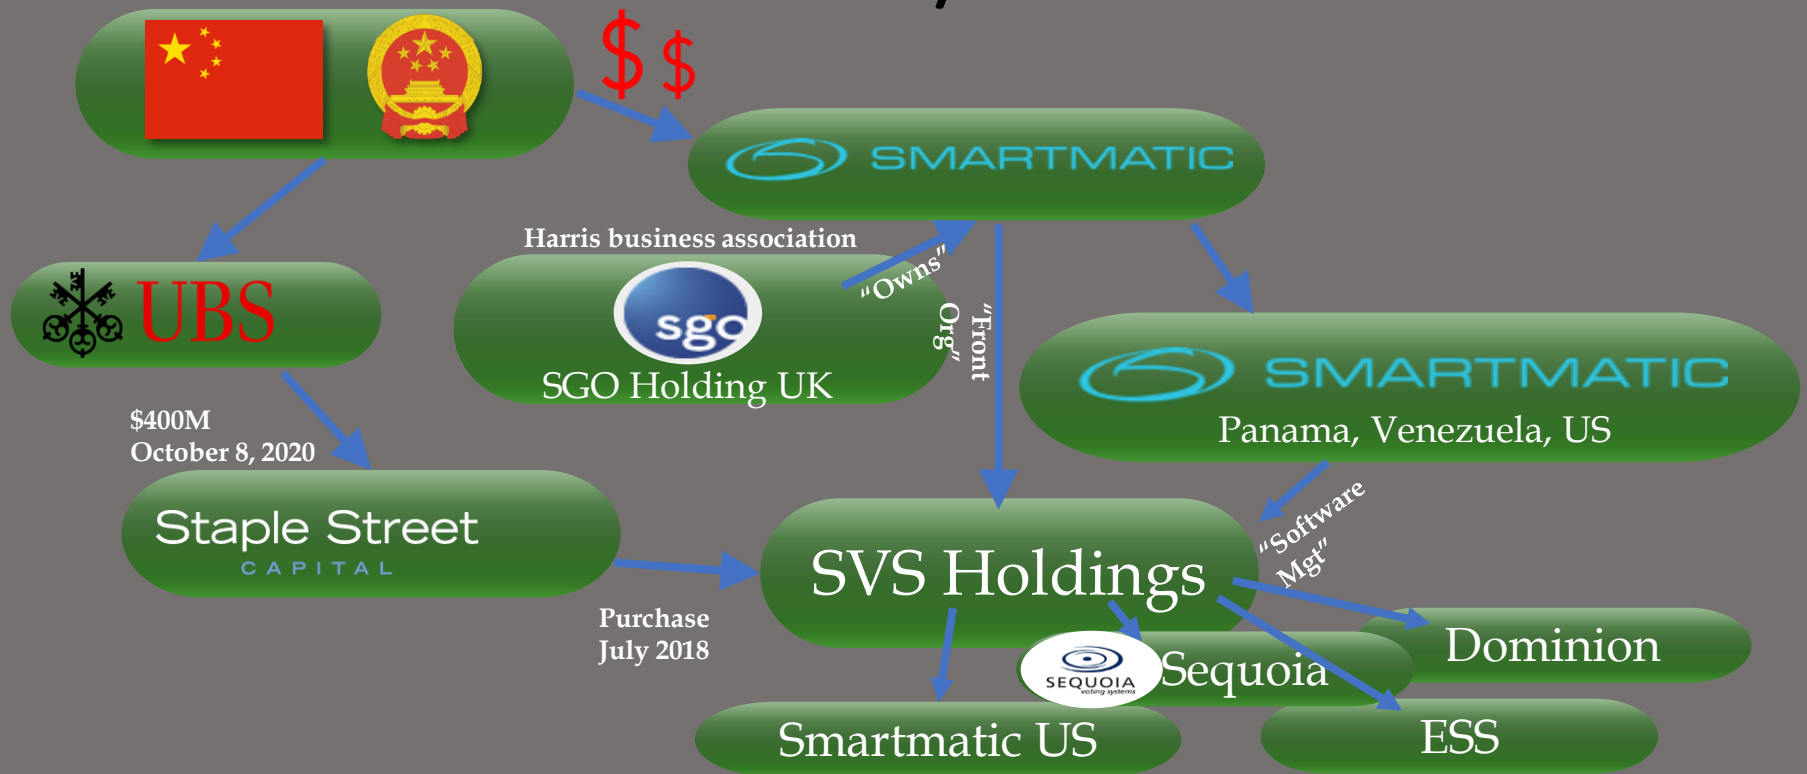 $ $
SMARTMATIC
Harris business association
"Owns"
sgo
SGO Holding UK
"Front
Org"
UBS
SMARTMATIC
Panama, Venezuela, US
$400M
October 8, 2020
Staple Street
CAPITAL
"Software
Mgt"
SVS Holdings
Purchase
July 2018
Dominion
SEQUOIA
voting systems
Sequoia
Smartmatic US
ESS